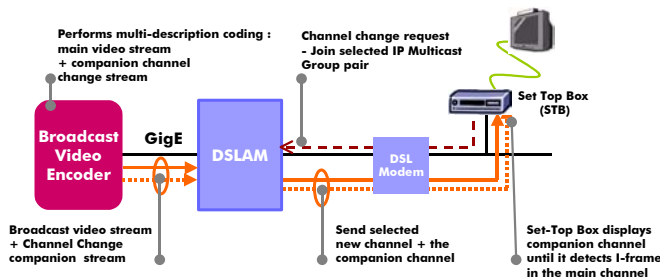 Performs multi-description coding :
main video stream
+ companion channel
change stream
Channel change request
- Join selected IP Multicast
Group pair
Set Top Box
(STB)
Broadcast
Video
Encoder
GigE
DSLAM
DSL
Modem
Broadcast video stream
+ Channel Change
companion stream
Send selected
new channel + the
companion channel
Set-Top Box displays
companion channel
until it detects I-frame
in the main channel